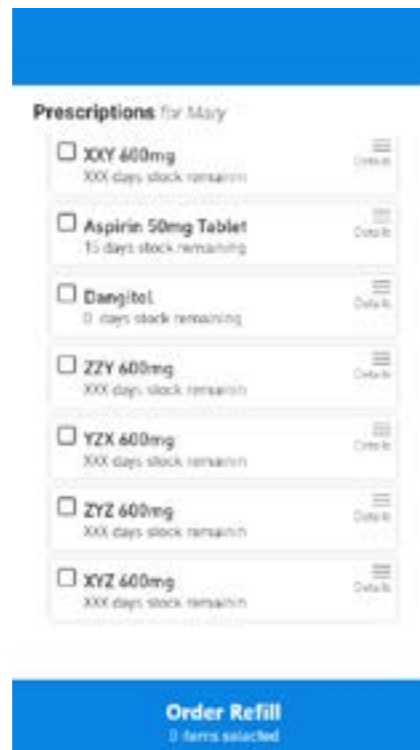 Prescriptions for Mary
XXY 600mg
Details
XXX days stock remainin
Aspirin 50mg Tablet
Details
15 days stock remaining
Dangitol
Details
0 days stock remaining
ZZY 600mg
Details
XXX days stock remainin
YZX 600mg
Details
XXX days stock remainin
ZYZ 600mg
Details
XXX days stock remainin
XYZ 600mg
Details
XXX days stock remainin
Order Refill
0 items selected